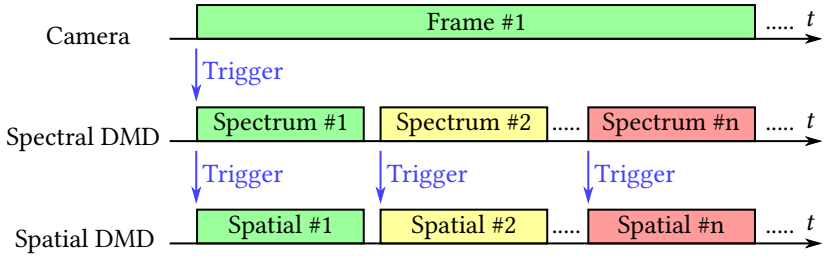 Frame #1 ..... t
Camera
Trigger
Spectrum #1 Spectrum #2 ..... Spectrum #n ..... t
Spectral DMD
Trigger Trigger Trigger
Spatial #1 Spatial #2 ..... Spatial #n ..... t
Spatial DMD